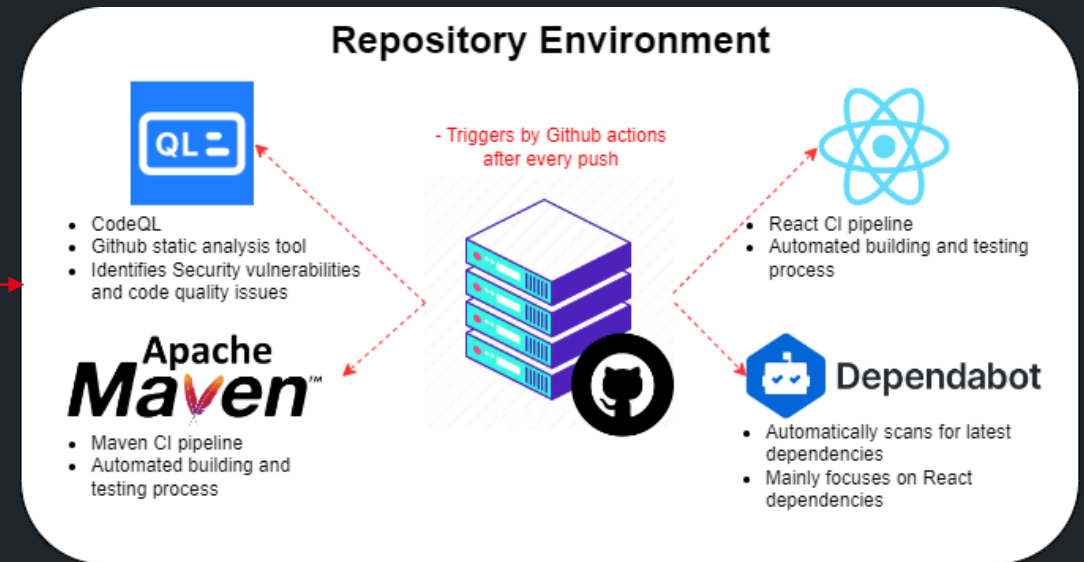 Repository Environment
QL
- Triggers by Github actions
after every push
• CodeQL
• Github static analysis tool
• Identifies Security vulnerabilities
and code quality issues
• React CI pipeline
• Automated building and testing
process
Apache
Maven™
• Maven CI pipeline
• Automated building and
testing process
Dependabot
• Automatically scans for latest
dependencies
• Mainly focuses on React
dependencies